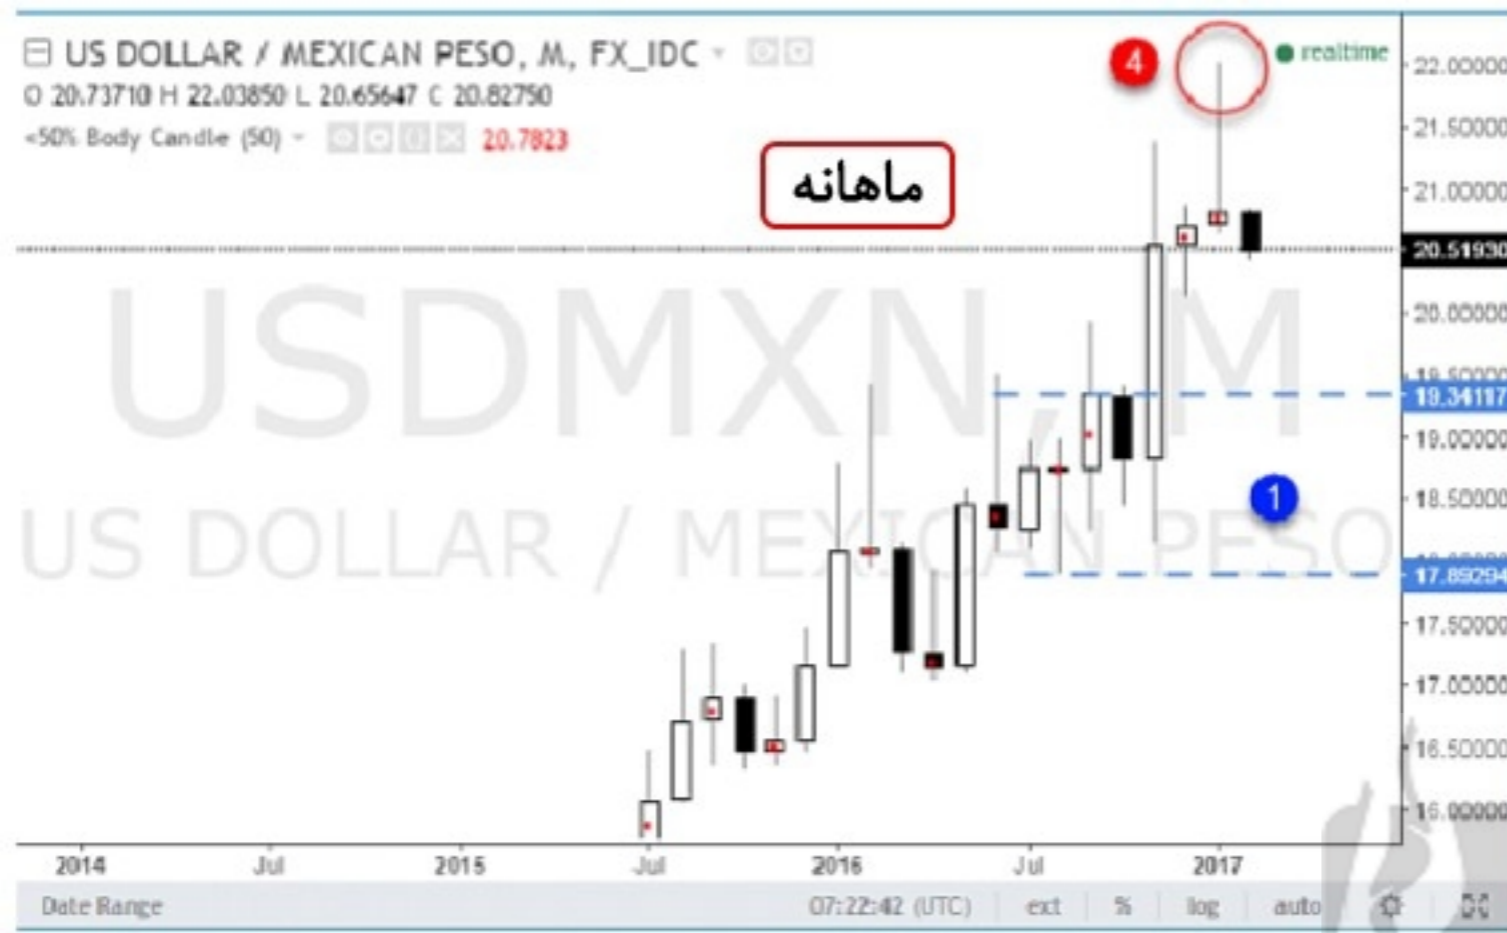 US DOLLAR / MEXICAN PESO, M, FX_IDC
realtime
O 20.73710 H 22.03850 L 20.65647 C 20.82750
<50% Body Candle (50) 20.7823
4
ماهانه
1
USDMXN, M
US DOLLAR / MEXICAN PESO
22.00000
21.50000
21.00000
20.51930
20.00000
19.50000
19.34117
19.00000
18.50000
17.89294
17.50000
17.00000
16.50000
16.00000
2014 Jul 2015 Jul 2016 Jul 2017
Date Range 07:22:42 (UTC) ext % log auto